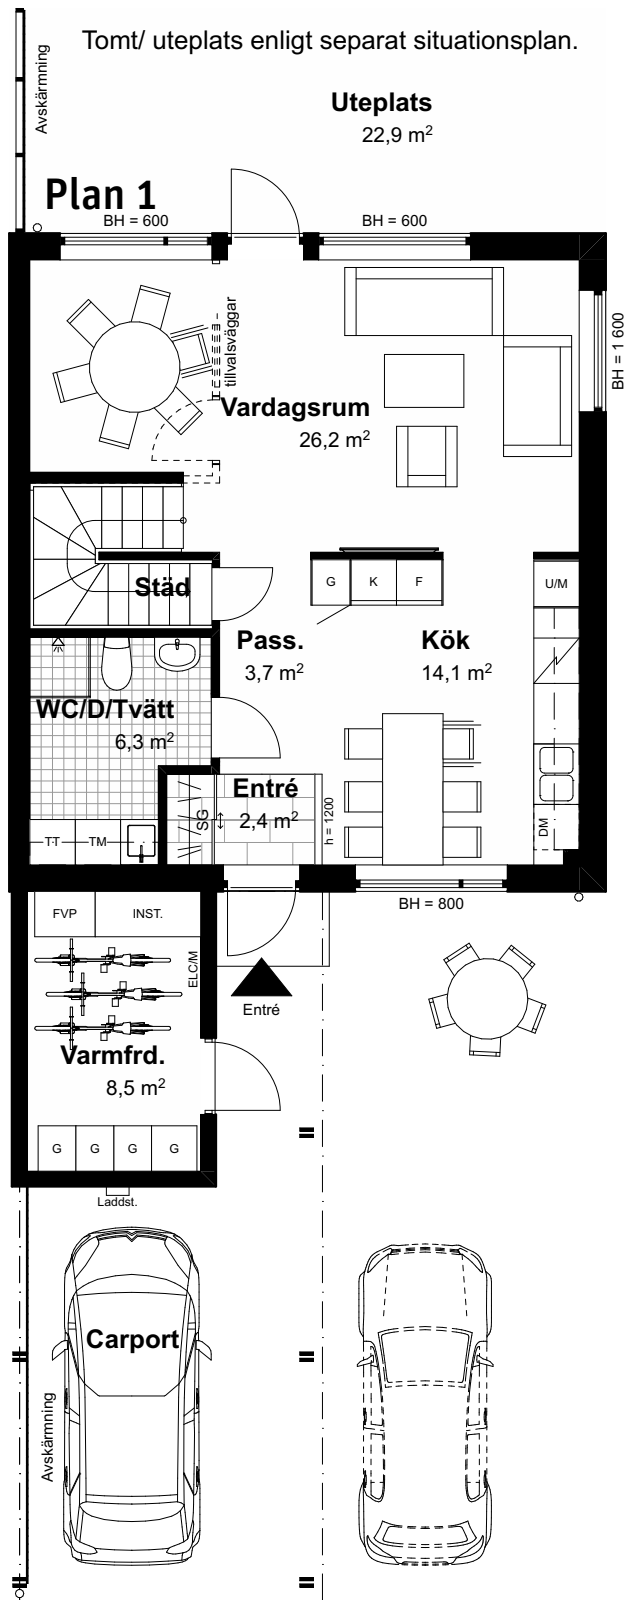 Tomt/ uteplats enligt separat situationsplan.
Avskärmning
Uteplats
22,9 m²
Plan 1
BH = 600
BH = 600
tillvalsväggar
BH = 1 600
Vardagsrum
26,2 m²
Städ
G
K
F
U/M
Pass.
3,7 m²
Kök
14,1 m²
WC/D/Tvätt
6,3 m²
Entré
2,4 m²
SG
h = 1200
DM
TT
TM
BH = 800
FVP
INST.
ELC/M
Entré
Varmfrd.
8,5 m²
G
G
G
G
Laddst.
Carport
Avskärmning